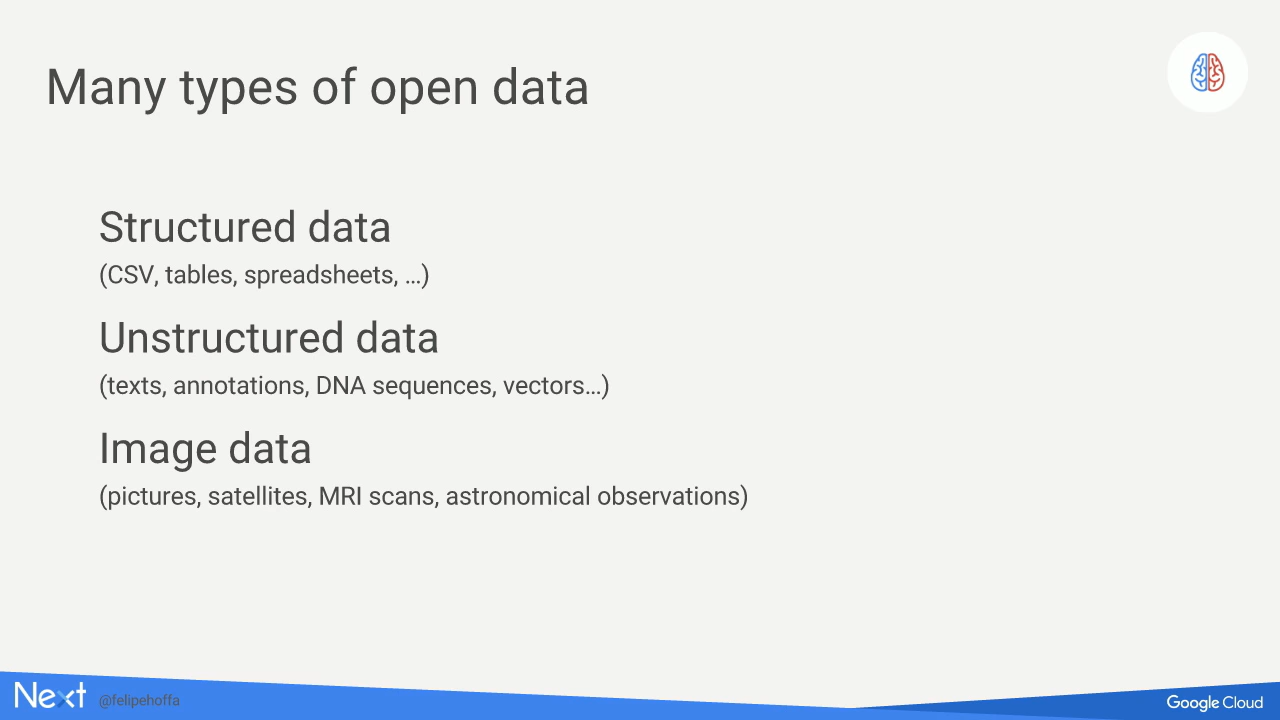 Many types of open data
Structured data
(CSV, tables, spreadsheets, …)
Unstructured data
(texts, annotations, DNA sequences, vectors…)
Image data
(pictures, satellites, MRI scans, astronomical observations)
Next @felipehoffa
Google Cloud